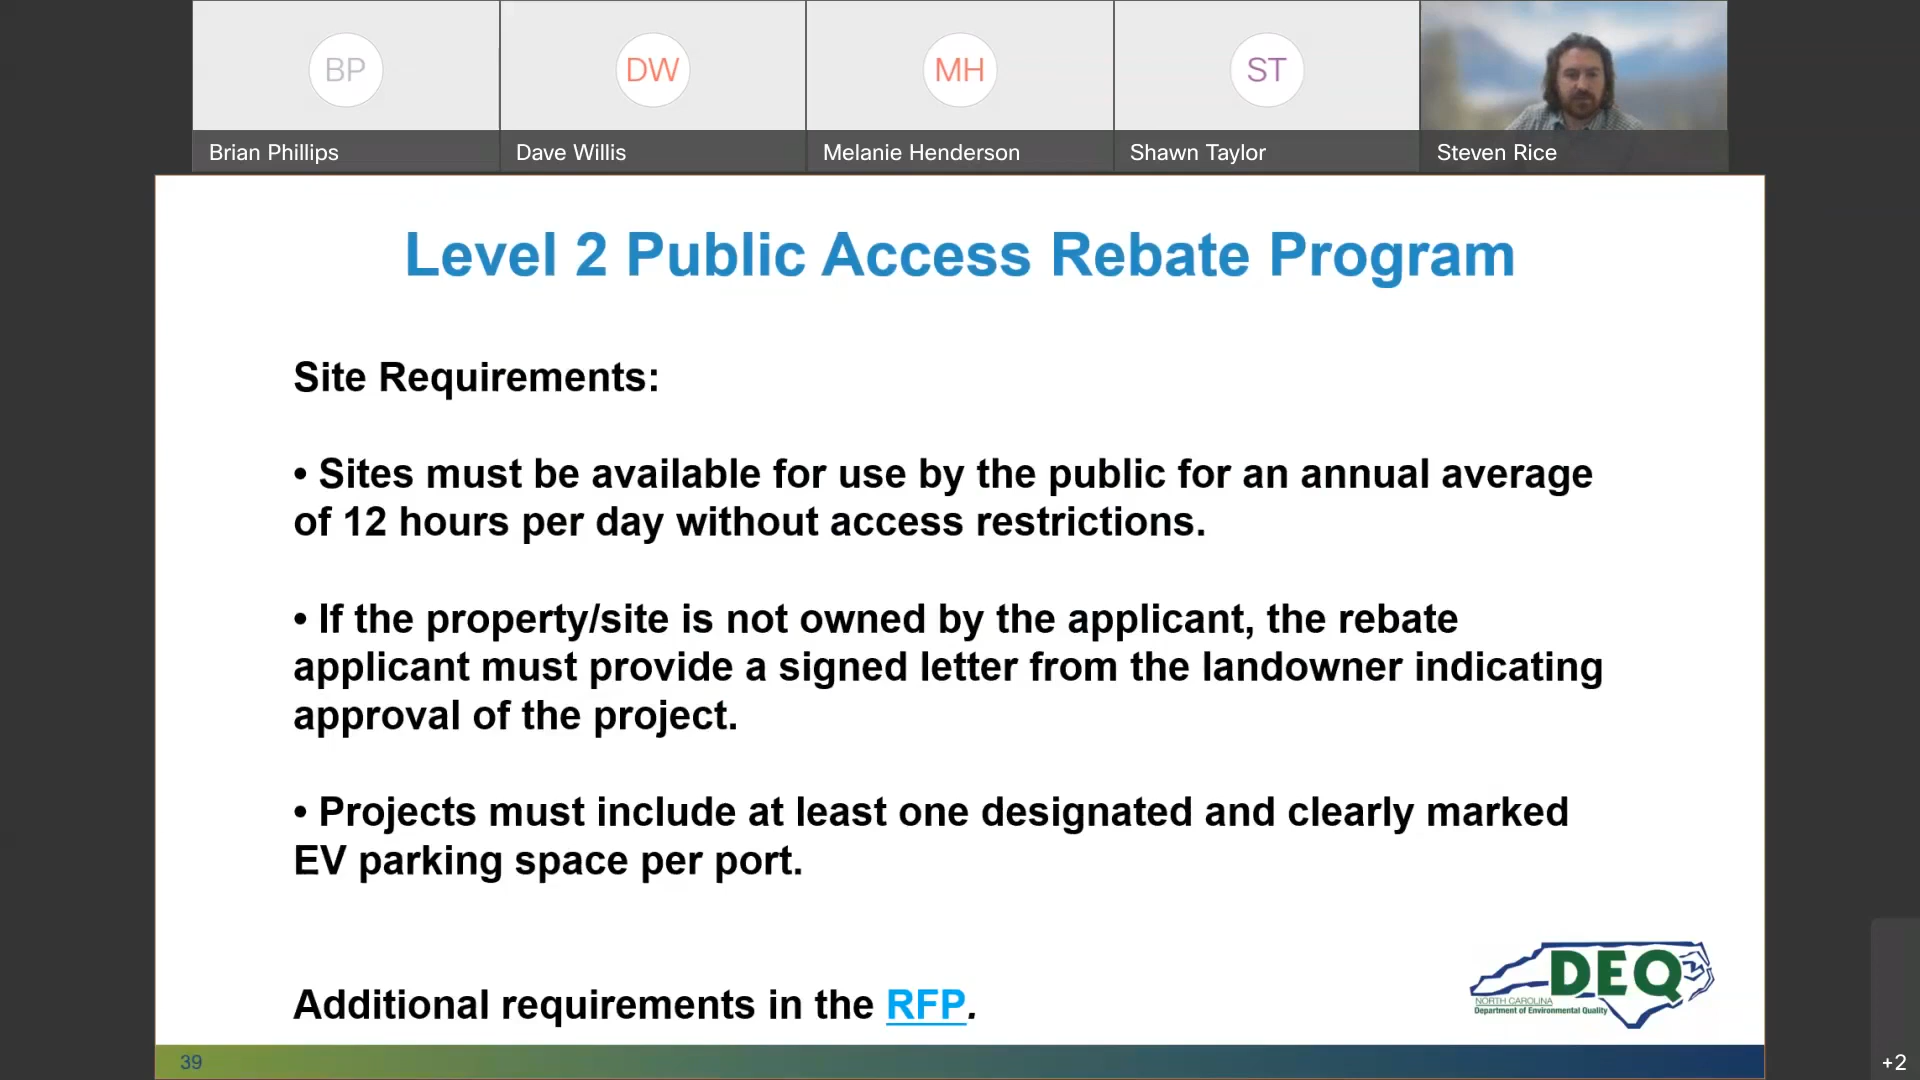 BP
DW
MH
ST
Brian Phillips
Dave Willis
Melanie Henderson
Shawn Taylor
Steven Rice
Level 2 Public Access Rebate Program
Site Requirements:
• Sites must be available for use by the public for an annual average
of 12 hours per day without access restrictions.
• If the property/site is not owned by the applicant, the rebate
applicant must provide a signed letter from the landowner indicating
approval of the project.
• Projects must include at least one designated and clearly marked
EV parking space per port.
Additional requirements in the RFP.
DEQ
NORTH CAROLINA
Department of Environmental Quality
39
+2